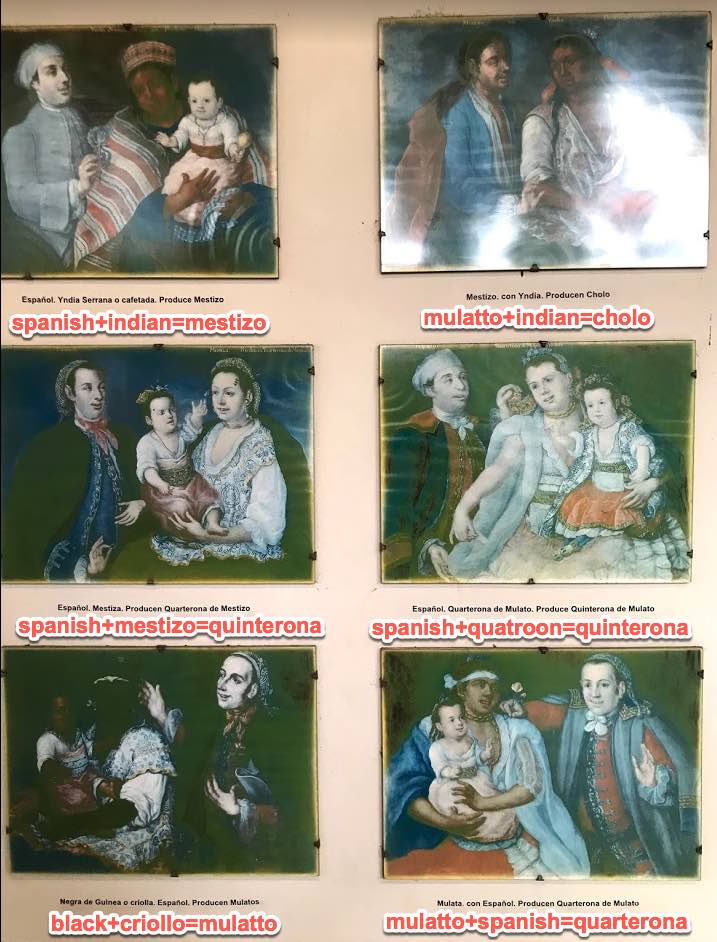 Español. Yndia Serrana o cafetada. Produce Mestizo
spanish+indian=mestizo
Mestizo. con Yndia. Producen Cholo
mulatto+indian=cholo
Español. Mestiza. Producen Quarterona de Mestizo
spanish+mestizo=quinterona
Español. Quarterona de Mulato. Produce Quinterona de Mulato
spanish+quatroon=quinterona
Negra de Guinea o criolla. Español. Producen Mulatos
black+criollo=mulatto
Mulata. con Español. Producen Quarterona de Mulato
mulatto+spanish=quarterona